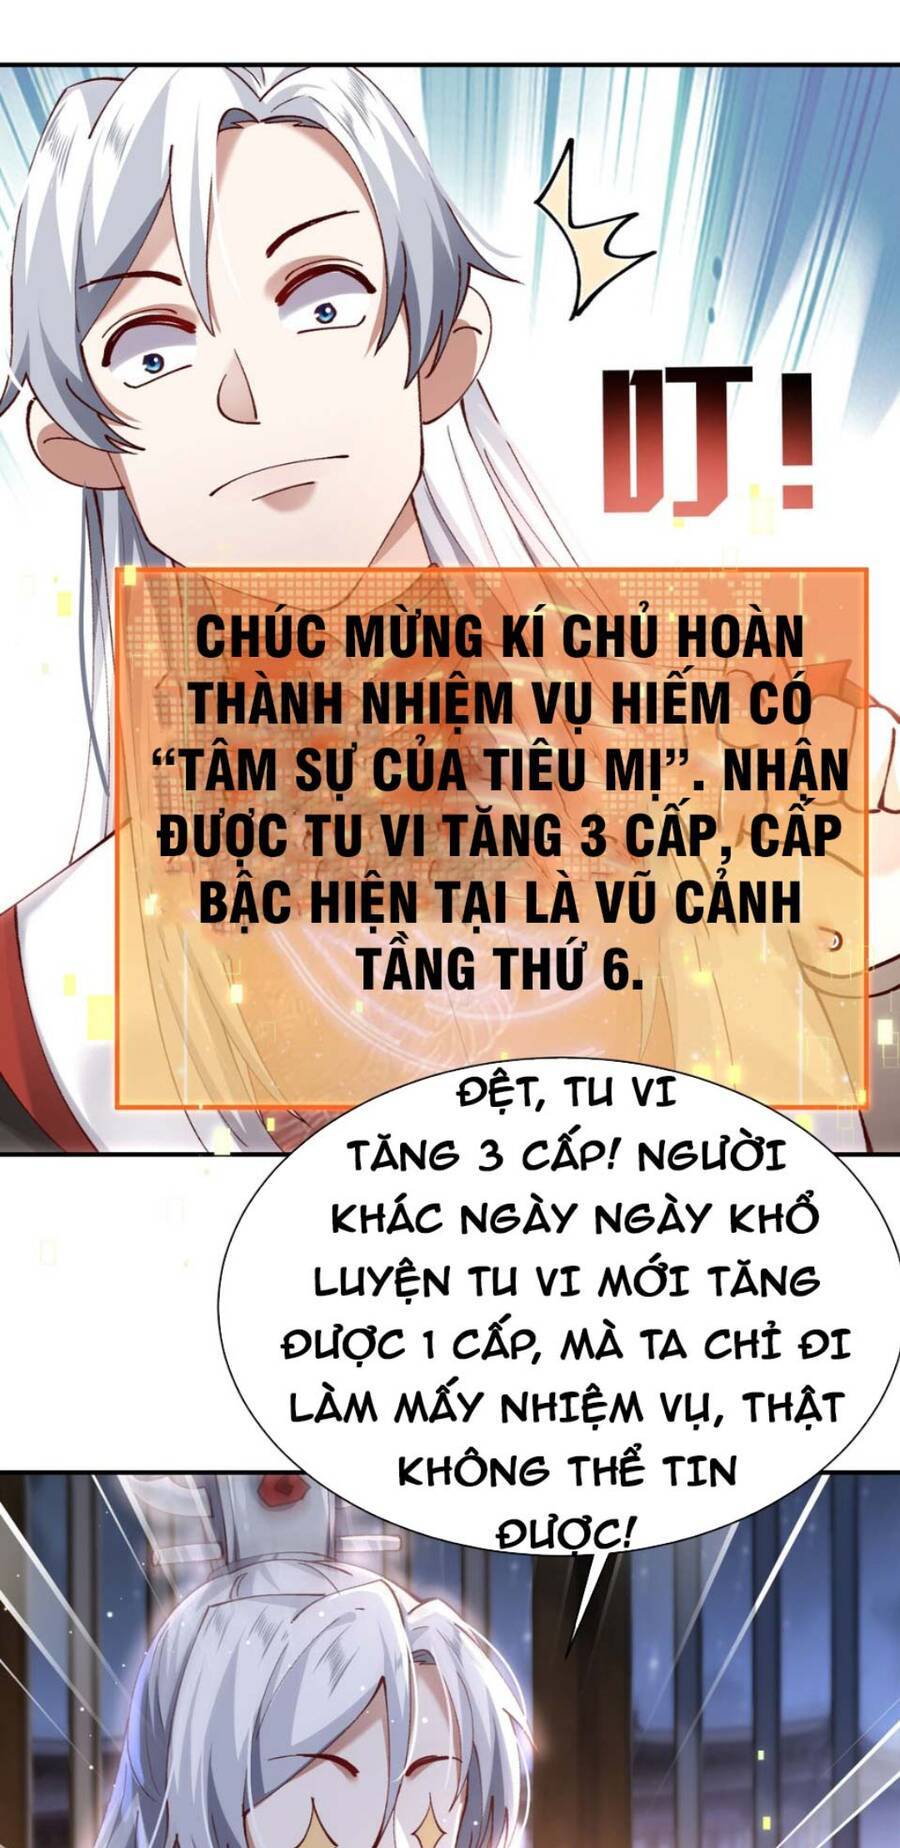 叮！
CHÚC MỪNG KÍ CHỦ HOÀN
THÀNH NHIỆM VỤ HIẾM CÓ
“TÂM SỰ CỦA TIÊU MỊ”. NHẬN
ĐƯỢC TU VI TĂNG 3 CẤP, CẤP
BẬC HIỆN TẠI LÀ VŨ CẢNH
TẦNG THỨ 6.
ĐỆT, TU VI
TĂNG 3 CẤP! NGƯỜI
KHÁC NGÀY NGÀY KHỔ
LUYỆN TU VI MỚI TĂNG
ĐƯỢC 1 CẤP, MÀ TA CHỈ ĐI
LÀM MẤY NHIỆM VỤ, THẬT
KHÔNG THỂ TIN
ĐƯỢC!